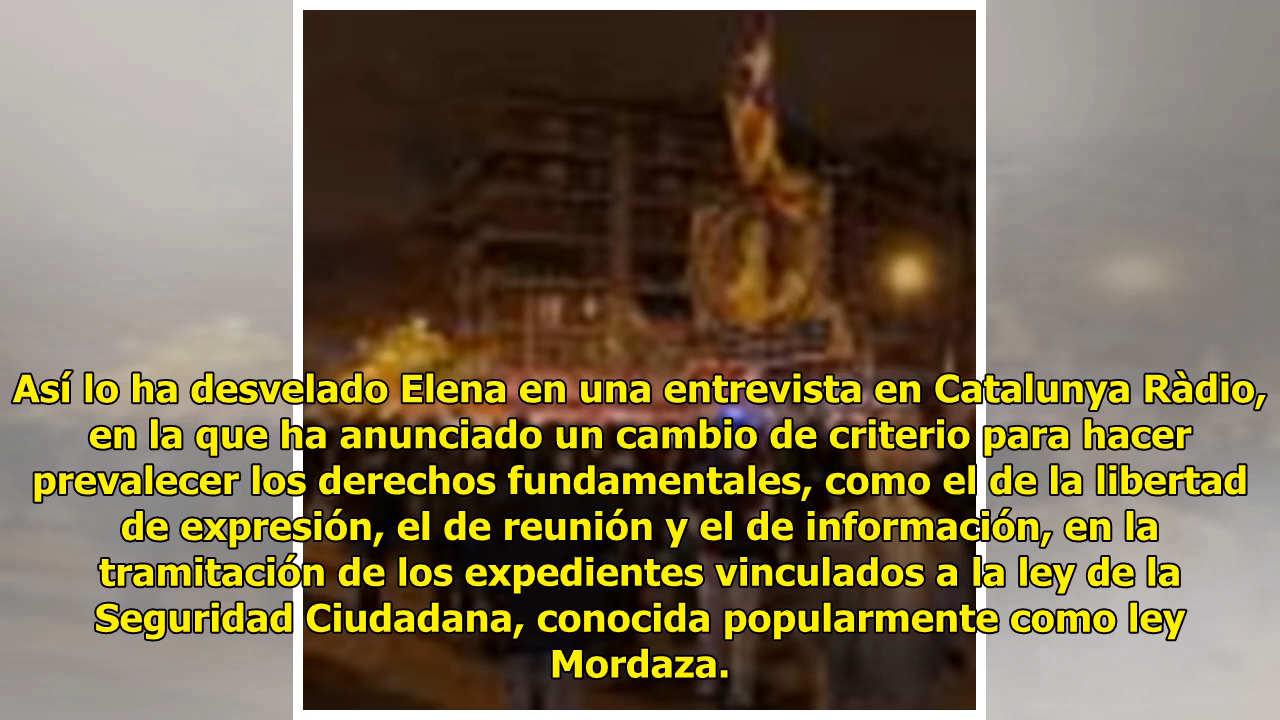 Así lo ha desvelado Elena en una entrevista en Catalunya Ràdio,
en la que ha anunciado un cambio de criterio para hacer
prevalecer los derechos fundamentales, como el de la libertad
de expresión, el de reunión y el de información, en la
tramitación de los expedientes vinculados a la ley de la
Seguridad Ciudadana, conocida popularmente como ley
Mordaza.